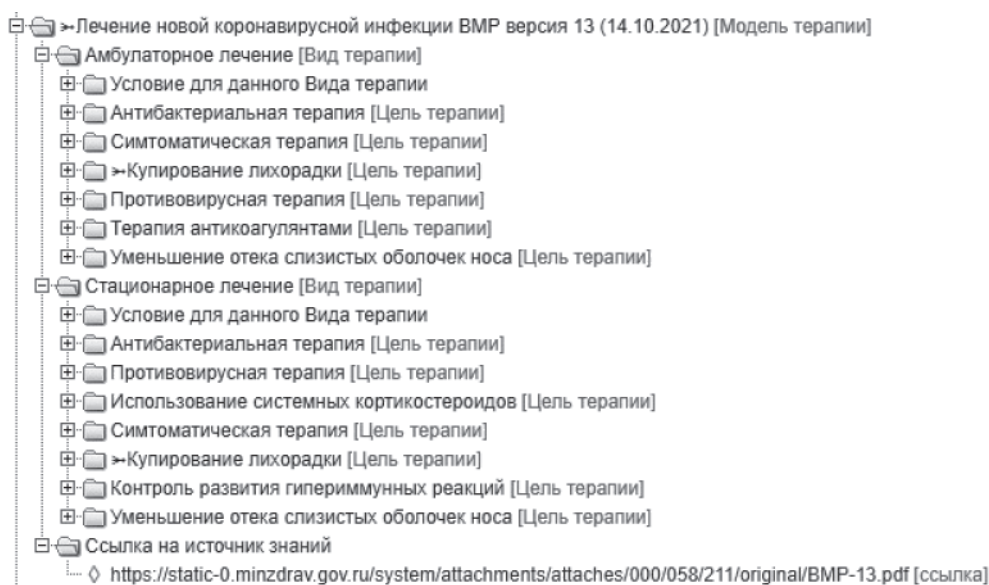 ➳Лечение новой коронавирусной инфекции ВМР версия 13 (14.10.2021) [Модель терапии]
Амбулаторное лечение [Вид терапии]
Условие для данного Вида терапии
Антибактериальная терапия [Цель терапии]
Симтоматическая терапия [Цель терапии]
➳Купирование лихорадки [Цель терапии]
Противовирусная терапия [Цель терапии]
Терапия антикоагулянтами [Цель терапии]
Уменьшение отека слизистых оболочек носа [Цель терапии]
Стационарное лечение [Вид терапии]
Условие для данного Вида терапии
Антибактериальная терапия [Цель терапии]
Противовирусная терапия [Цель терапии]
Использование системных кортикостероидов [Цель терапии]
Симтоматическая терапия [Цель терапии]
➳Купирование лихорадки [Цель терапии]
Контроль развития гипериммунных реакций [Цель терапии]
Уменьшение отека слизистых оболочек носа [Цель терапии]
Ссылка на источник знаний
◊ https://static-0.minzdrav.gov.ru/system/attachments/attaches/000/058/211/original/BMP-13.pdf [ссылка]